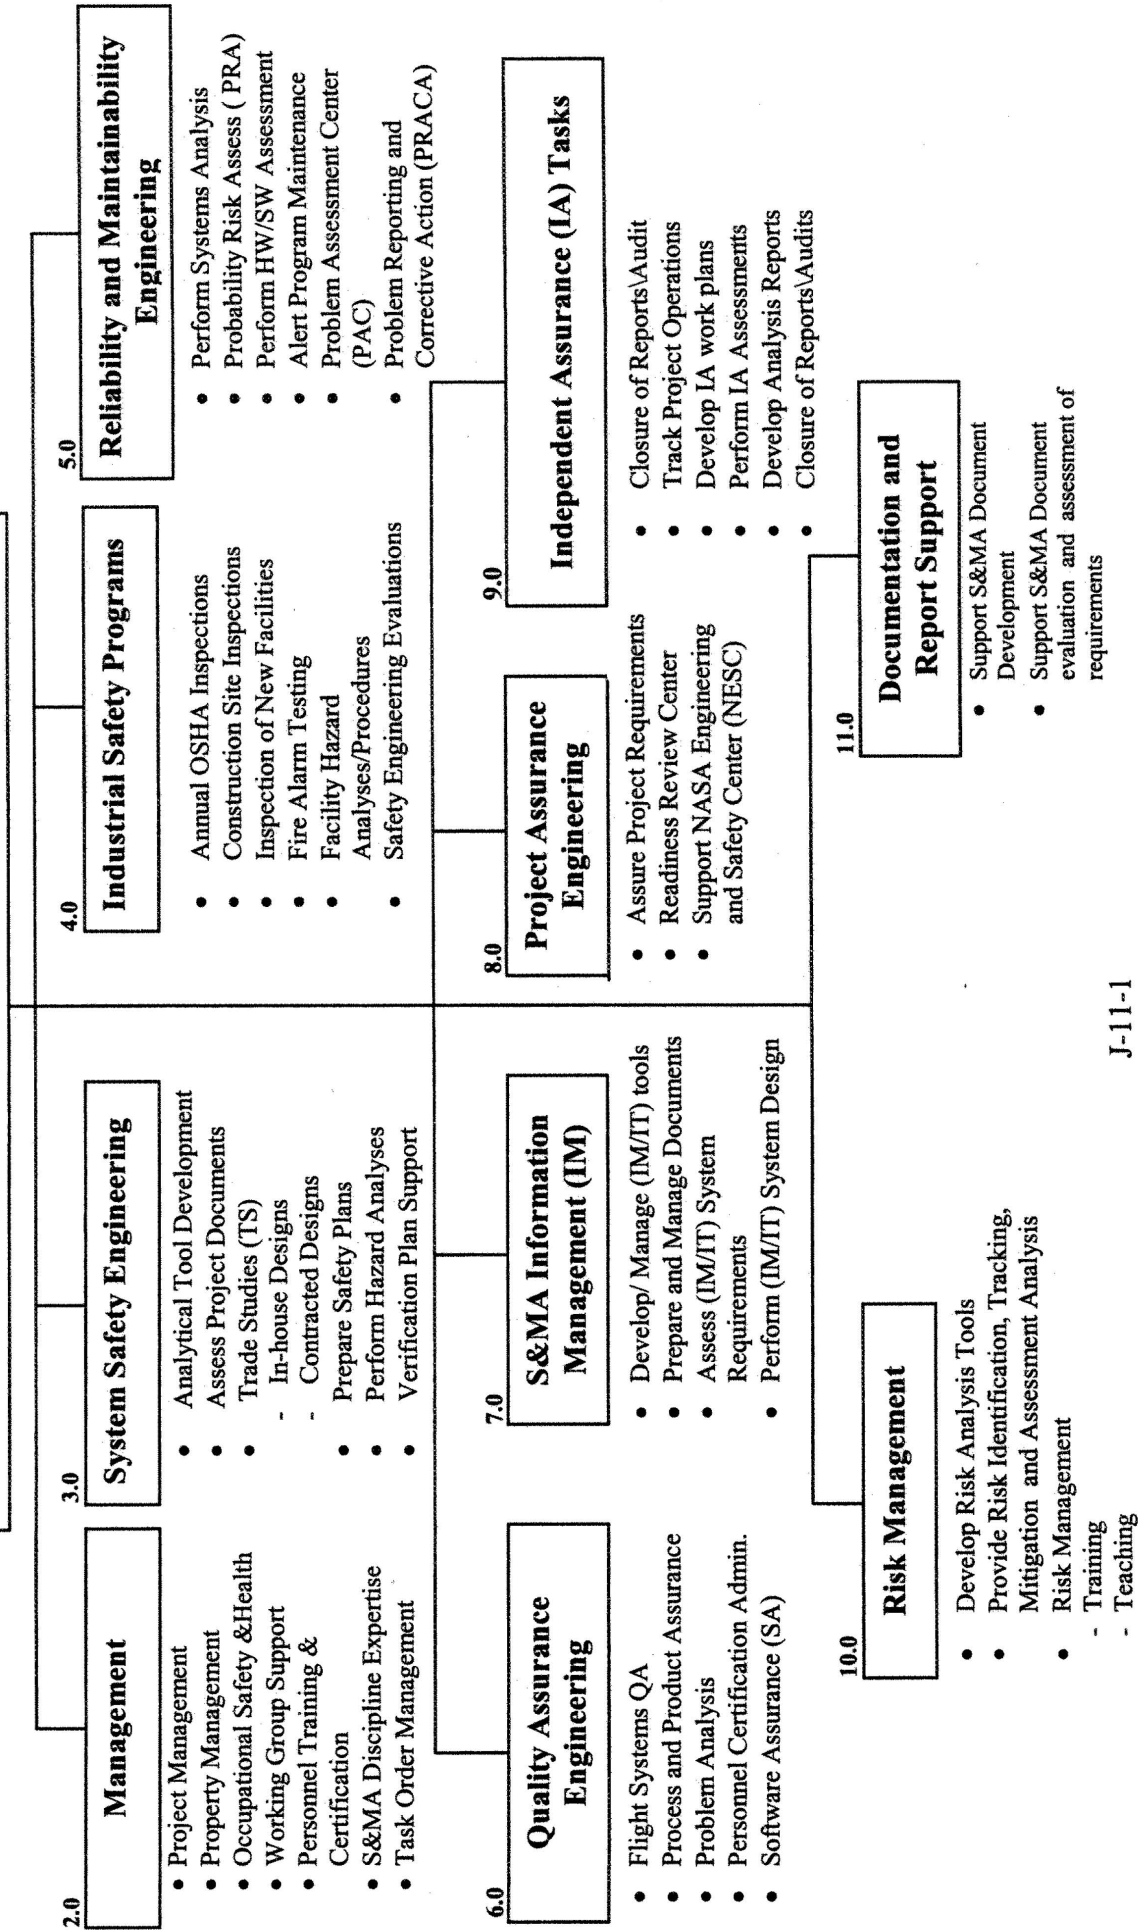 2.0
Management
• Project Management
• Property Management
• Occupational Safety &Health
• Working Group Support
• Personnel Training &
Certification
• S&MA Discipline Expertise
• Task Order Management
3.0
System Safety Engineering
• Analytical Tool Development
• Assess Project Documents
• Trade Studies (TS)
- In-house Designs
- Contracted Designs
• Prepare Safety Plans
• Perform Hazard Analyses
• Verification Plan Support
4.0
Industrial Safety Programs
• Annual OSHA Inspections
• Construction Site Inspections
• Inspection of New Facilities
• Fire Alarm Testing
• Facility Hazard
Analyses/Procedures
• Safety Engineering Evaluations
5.0
Reliability and Maintainability
Engineering
• Perform Systems Analysis
• Probability Risk Assess ( PRA)
• Perform HW/SW Assessment
• Alert Program Maintenance
• Problem Assessment Center
(PAC)
• Problem Reporting and
Corrective Action (PRACA)
6.0
Quality Assurance
Engineering
• Flight Systems QA
• Process and Product Assurance
• Problem Analysis
• Personnel Certification Admin.
• Software Assurance (SA)
7.0
S&MA Information
Management (IM)
• Develop/ Manage (IM/IT) tools
• Prepare and Manage Documents
• Assess (IM/IT) System
Requirements
• Perform (IM/IT) System Design
8.0
Project Assurance
Engineering
• Assure Project Requirements
• Readiness Review Center
• Support NASA Engineering
and Safety Center (NESC)
9.0
Independent Assurance (IA) Tasks
• Closure of Reports\Audit
• Track Project Operations
• Develop IA work plans
• Perform IA Assessments
• Develop Analysis Reports
• Closure of Reports\Audits
10.0
Risk Management
• Develop Risk Analysis Tools
• Provide Risk Identification, Tracking,
Mitigation and Assessment Analysis
• Risk Management
- Training
- Teaching
11.0
Documentation and
Report Support
• Support S&MA Document
Development
• Support S&MA Document
evaluation and assessment of
requirements
J-11-1